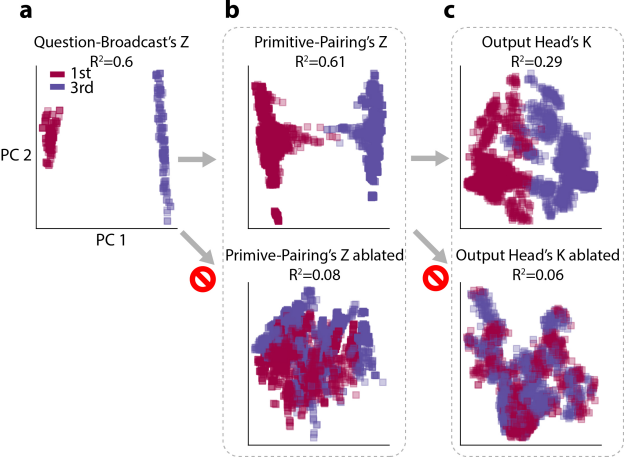 a
Question-Broadcast's Z
R²=0.6
1st
3rd
PC 2
PC 1
b
Primitive-Pairing's Z
R²=0.61
Primive-Pairing's Z ablated
R²=0.08
c
Output Head's K
R²=0.29
Output Head's K ablated
R²=0.06